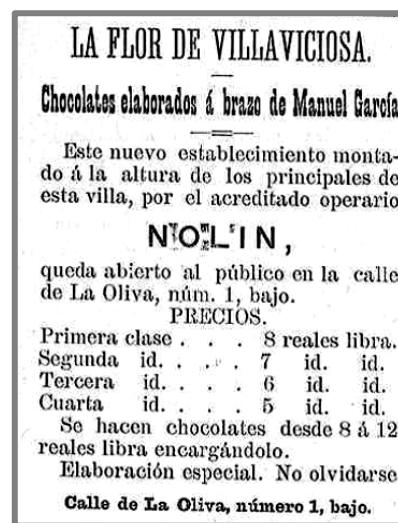 LA FLOR DE VILLAVICIOSA.
Chocolates elaborados á brazo de Manuel García
Este nuevo establecimiento monta-
do á la altura de los principales de
esta villa, por el acreditado operario
NOLIN,
queda abierto al público en la calle
de La Oliva, núm. 1, bajo.
PRECIOS.
Primera clase . . . 8 reales libra.
Segunda id. . . . 7 id. id.
Tercera id. . . . 6 id. id.
Cuarta id. . . . 5 id. id.
Se hacen chocolates desde 8 á 12
reales libra encargándolo.
Elaboración especial. No olvidarse
Calle de La Oliva, número 1, bajo.